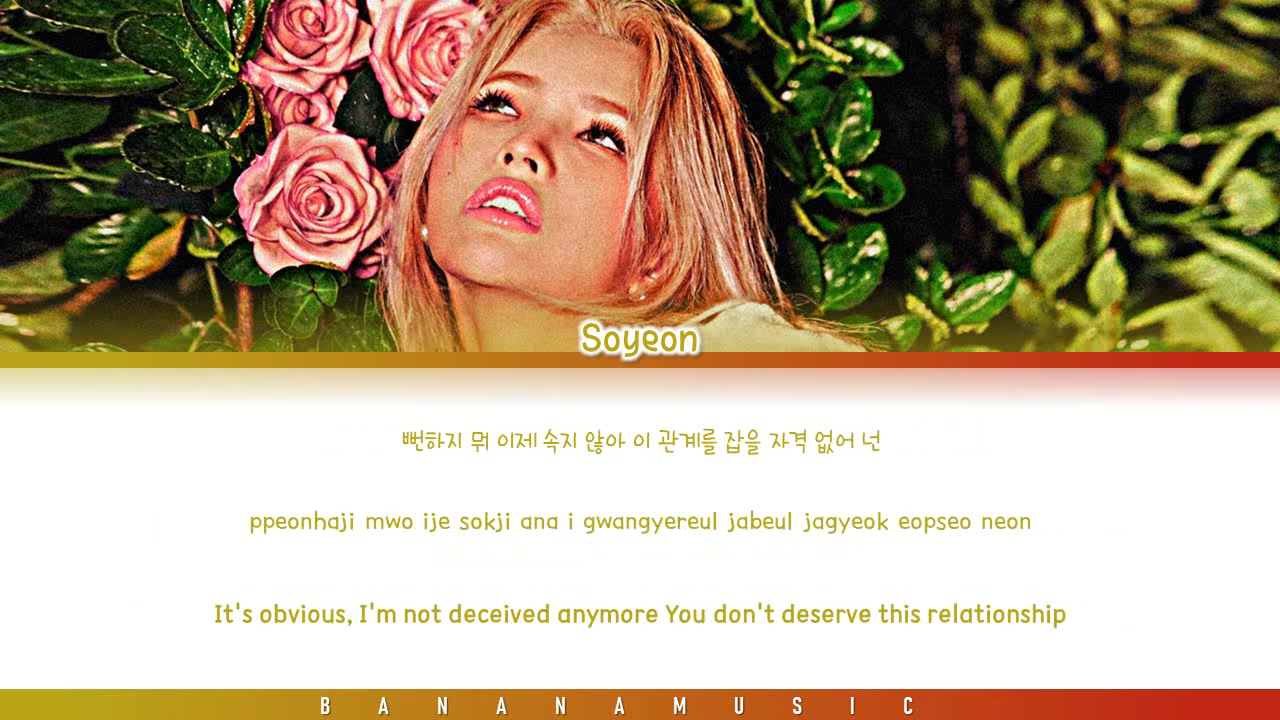 Soyeon
뻔하지 뭐 이제 속지 않아 이 관계를 잡을 자격 없어 넌
ppeonhaji mwo ije sokji ana i gwangyereul jabeul jagyeok eopseo neon
It's obvious, I'm not deceived anymore You don't deserve this relationship
BANANAMUSIC